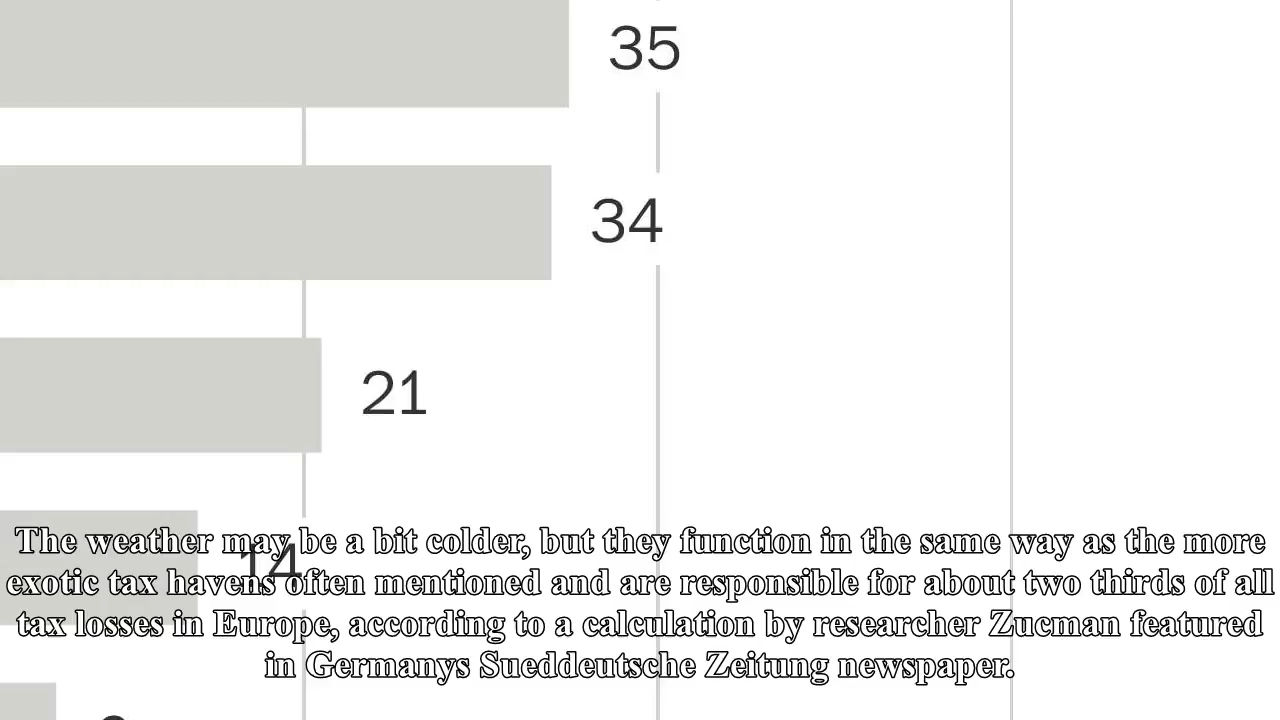 35
34
21
14
The weather may be a bit colder, but they function in the same way as the more
exotic tax havens often mentioned and are responsible for about two thirds of all
tax losses in Europe, according to a calculation by researcher Zucman featured
in Germanys Sueddeutsche Zeitung newspaper.